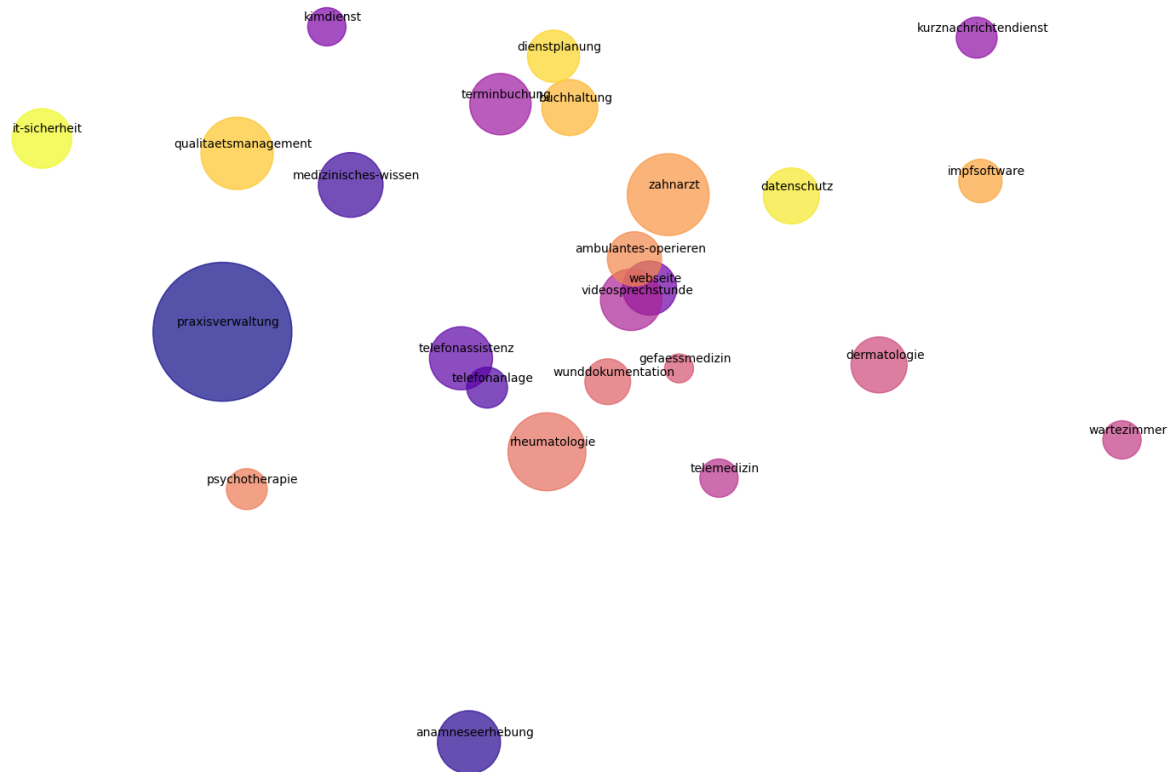 kimdienst
kurznachrichtendienst
dienstplanung
terminbuchung
buchhaltung
it-sicherheit
qualitaetsmanagement
medizinisches-wissen
impfsoftware
zahnarzt
datenschutz
ambulantes-operieren
webseite
videosprechstunde
praxisverwaltung
telefonassistenz
dermatologie
gefaessmedizin
wunddokumentation
telefonanlage
wartezimmer
rheumatologie
telemedizin
psychotherapie
anamneseerhebung